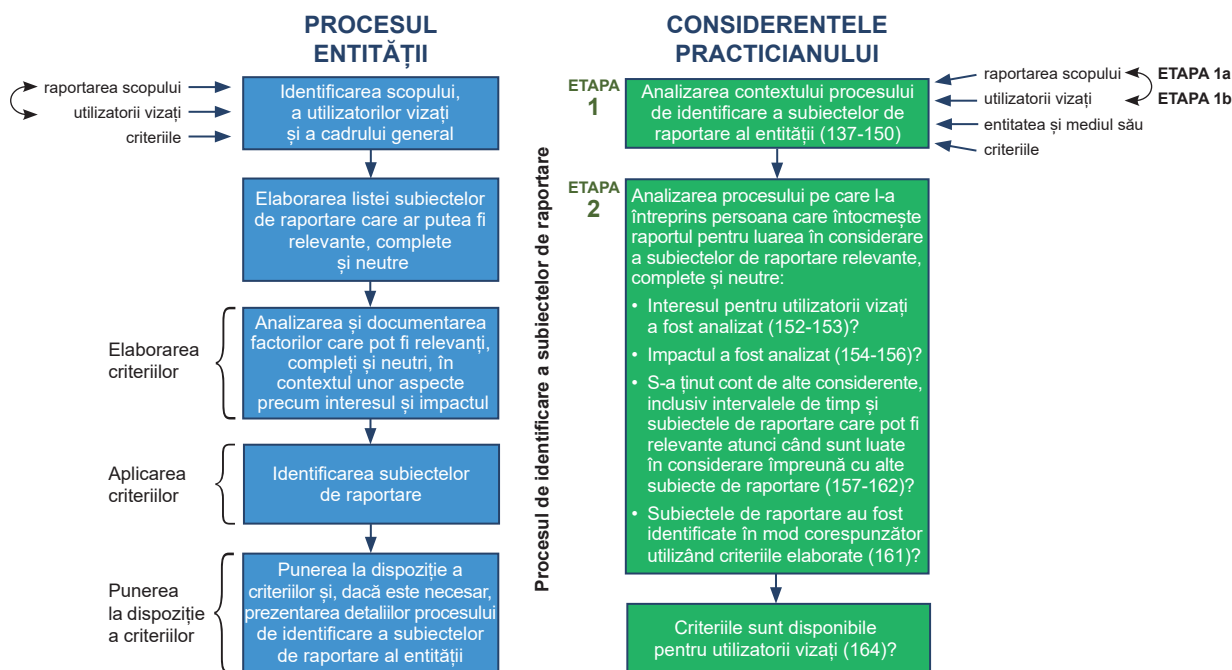 PROCESUL
ENTITĂȚII
raportarea scopului
utilizatorii vizați
criteriile
Identificarea scopului,
a utilizatorilor vizați
și a cadrului general
Elaborarea listei subiectelor
de raportare care ar putea fi
relevante, complete
și neutre
Elaborarea
criteriilor
Analizarea și documentarea
factorilor care pot fi relevanți,
compleți și neutri, în
contextul unor aspecte
precum interesul și impactul
Aplicarea
criteriilor
Identificarea subiectelor
de raportare
Punerea
la dispoziție
a criteriilor
Punerea la dispoziție a
criteriilor și, dacă este necesar,
prezentarea detaliilor procesului
de identificare a subiectelor
de raportare al entității
Procesul de identificare a subiectelor de raportare
CONSIDERENTELE
PRACTICIANULUI
ETAPA
1
Analizarea contextului procesului
de identificare a subiectelor de
raportare al entității (137-150)
raportarea scopului
ETAPA 1a
utilizatorii vizați
ETAPA 1b
entitatea și mediul său
criteriile
ETAPA
2
Analizarea procesului pe care l-a
întreprins persoana care întocmește
raportul pentru luarea în considerare
a subiectelor de raportare relevante,
complete și neutre:
• Interesul pentru utilizatorii vizați
a fost analizat (152-153)?
• Impactul a fost analizat (154-156)?
• S-a ținut cont de alte considerente,
inclusiv intervalele de timp și
subiectele de raportare care pot fi
relevante atunci când sunt luate
în considerare împreună cu alte
subiecte de raportare (157-162)?
• Subiectele de raportare au fost
identificate în mod corespunzător
utilizând criteriile elaborate (161)?
Criteriile sunt disponibile
pentru utilizatorii vizați (164)?